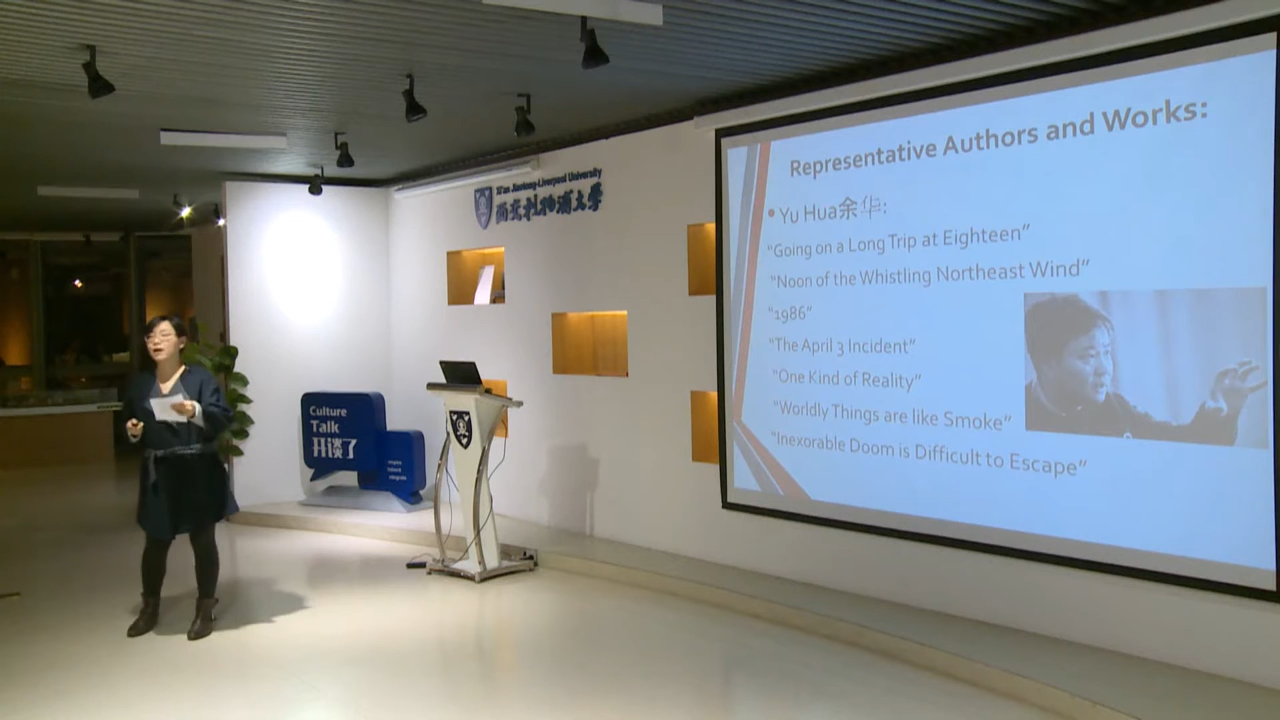 Xi'an Jiaotong-Liverpool University
西交利物浦大学
Culture
Talk
开谈了
Representative Authors and Works:
• Yu Hua余华:
"Going on a Long Trip at Eighteen"
"Noon of the Whistling Northeast Wind"
"1986"
"The April 3 Incident"
"One Kind of Reality"
"Worldly Things are like Smoke"
"Inexorable Doom is Difficult to Escape"